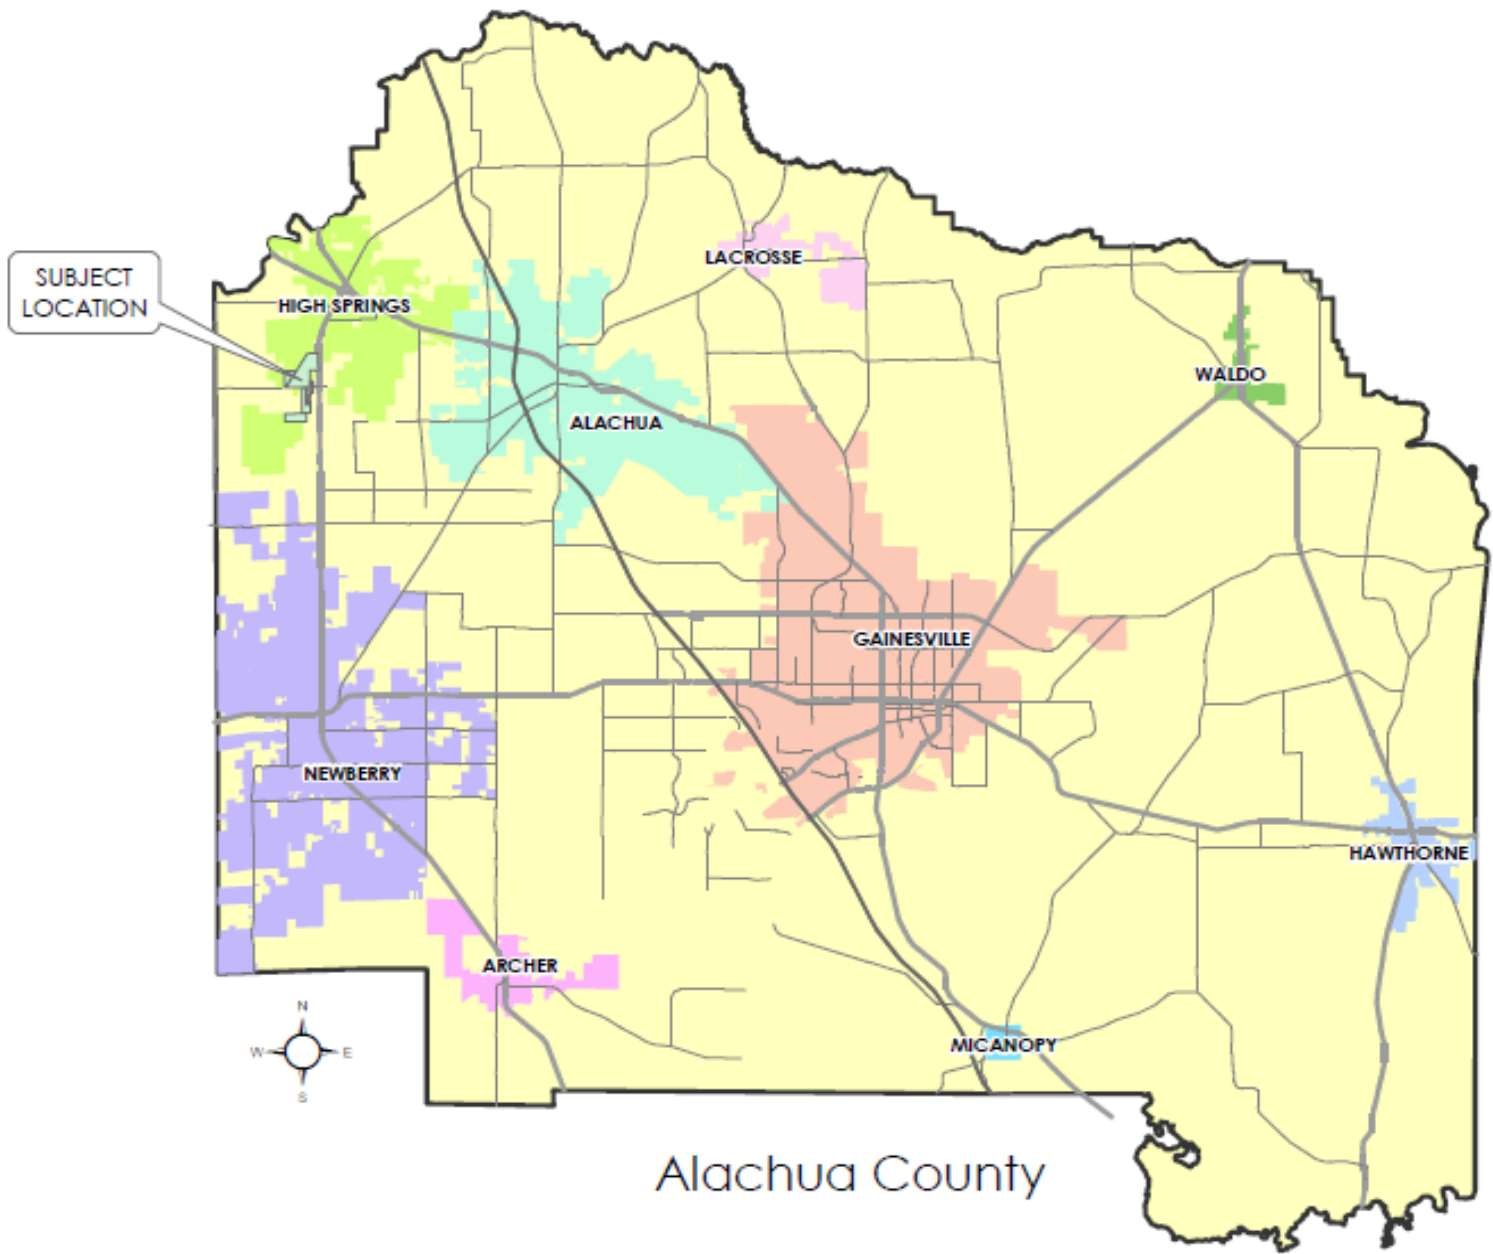 LACROSSE
SUBJECT
LOCATION
HIGH SPRINGS
WALDO
ALACHUA
GAINESVILLE
NEWBERRY
HAWTHORNE
ARCHER
N
W
E
S
MICANOPY
Alachua County